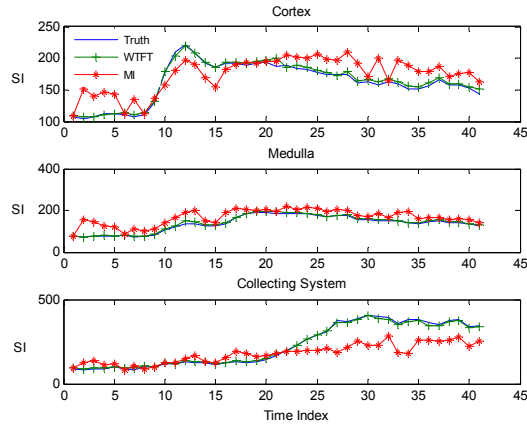 Cortex
250
200
150
100
SI
Truth
WTFT
MI
0 5 10 15 20 25 30 35 40 45
Medulla
400
200
0
SI
0 5 10 15 20 25 30 35 40 45
Collecting System
500
0
SI
0 5 10 15 20 25 30 35 40 45
Time Index